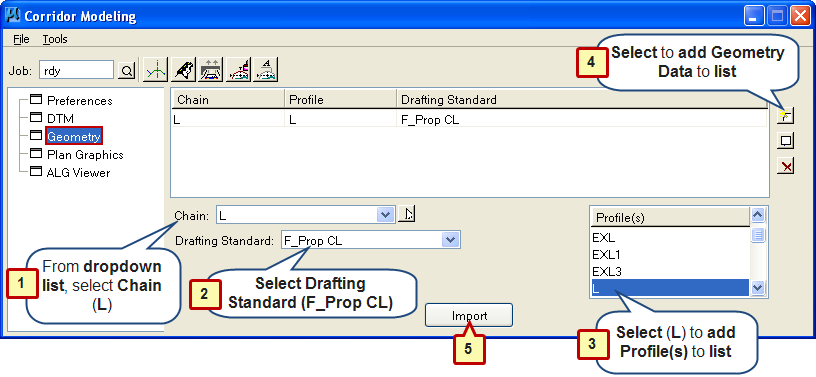 Corridor Modeling
File Tools
Job: rdy
Preferences
DTM
Geometry
Plan Graphics
ALG Viewer
Chain Profile Drafting Standard
L L F_Prop CL
4 Select to add Geometry
Data to list
Chain: L
Drafting Standard: F_Prop CL
Profile(s)
EXL
EXL1
EXL3
L
1 From dropdown
list, select Chain
(L)
2 Select Drafting
Standard (F_Prop CL)
Import
5
3 Select (L) to add
Profile(s) to list